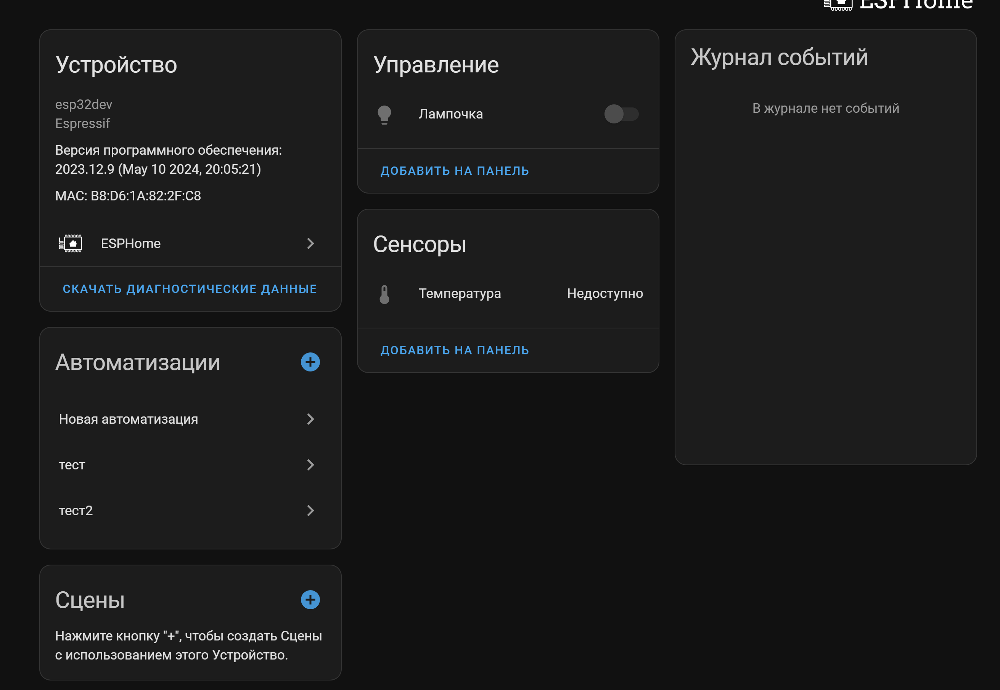 ESPHome
Устройство
esp32dev
Espressif
Версия программного обеспечения:
2023.12.9 (May 10 2024, 20:05:21)
MAC: B8:D6:1A:82:2F:C8
ESPHome
СКАЧАТЬ ДИАГНОСТИЧЕСКИЕ ДАННЫЕ
Автоматизации
Новая автоматизация
тест
тест2
Сцены
Нажмите кнопку "+", чтобы создать Сцены
с использованием этого Устройство.
Управление
Лампочка
ДОБАВИТЬ НА ПАНЕЛЬ
Сенсоры
Температура Недоступно
ДОБАВИТЬ НА ПАНЕЛЬ
Журнал событий
В журнале нет событий